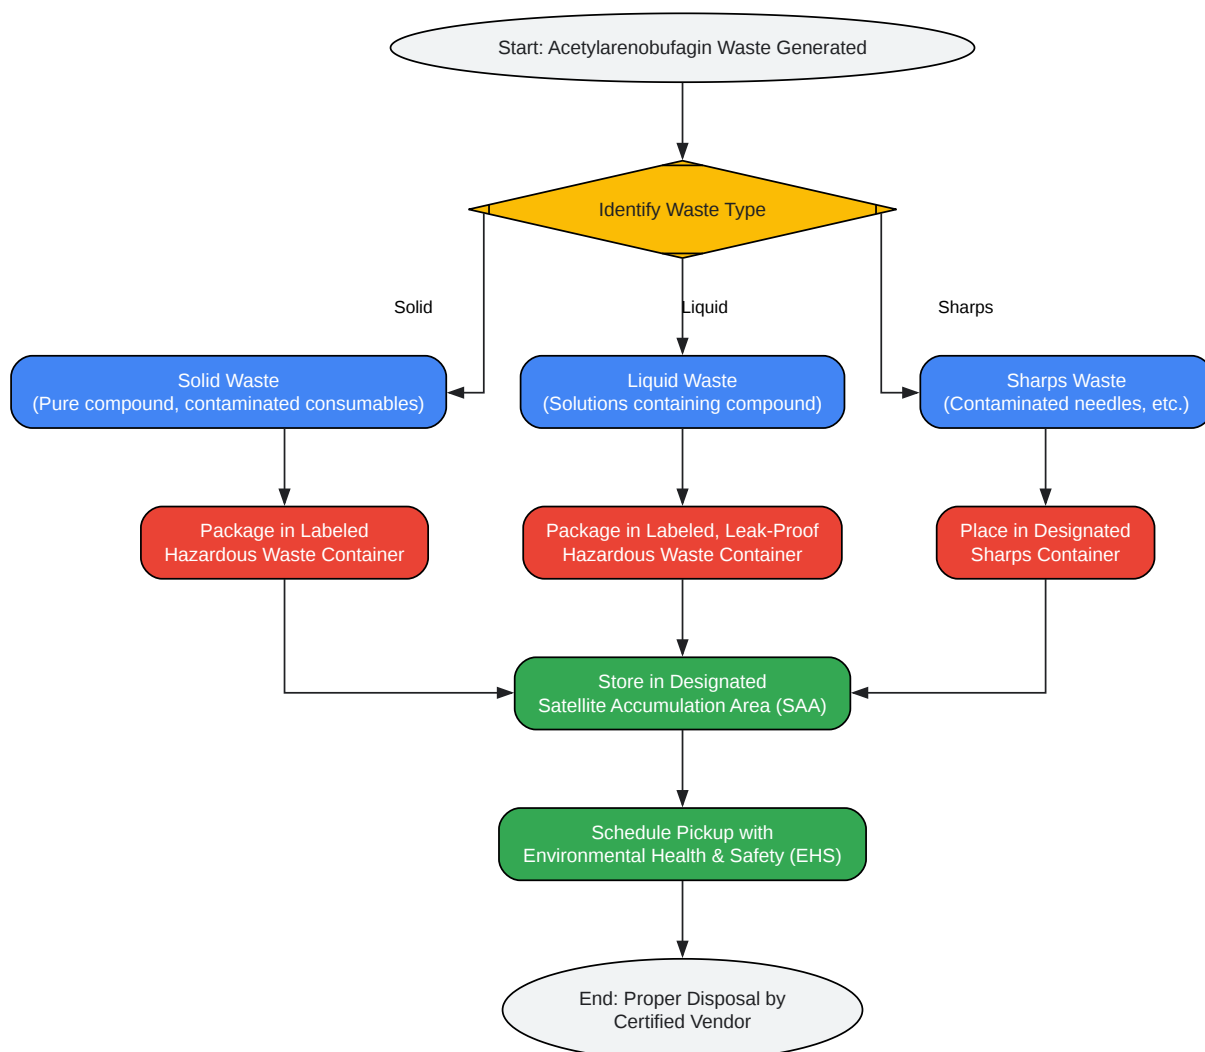 Start: Acetylarenobufagin Waste Generated
Identify Waste Type
Solid
Liquid
Sharps
Solid Waste
(Pure compound, contaminated consumables)
Liquid Waste
(Solutions containing compound)
Sharps Waste
(Contaminated needles, etc.)
Package in Labeled
Hazardous Waste Container
Package in Labeled, Leak-Proof
Hazardous Waste Container
Place in Designated
Sharps Container
Store in Designated
Satellite Accumulation Area (SAA)
Schedule Pickup with
Environmental Health & Safety (EHS)
End: Proper Disposal by
Certified Vendor